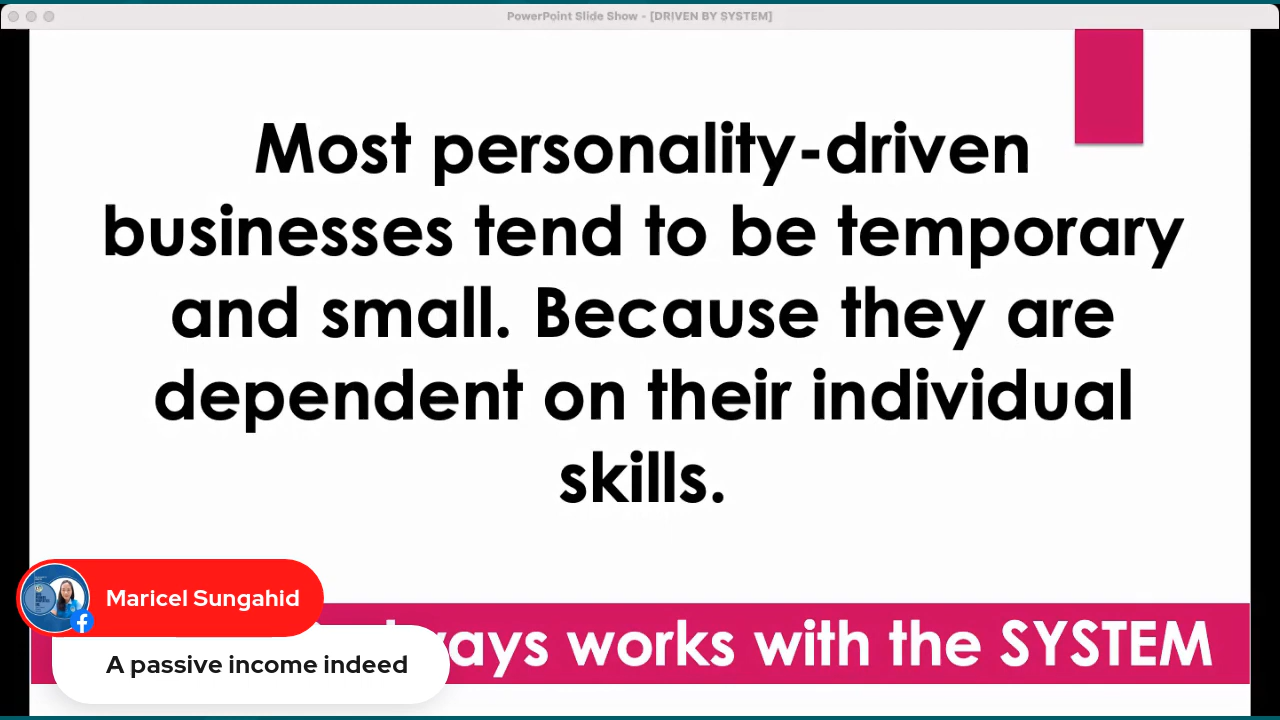 PowerPoint Slide Show - [DRIVEN BY SYSTEM]
Most personality-driven
businesses tend to be temporary
and small. Because they are
dependent on their individual
skills.
works with the SYSTEM
Maricel Sungahid
A passive income indeed